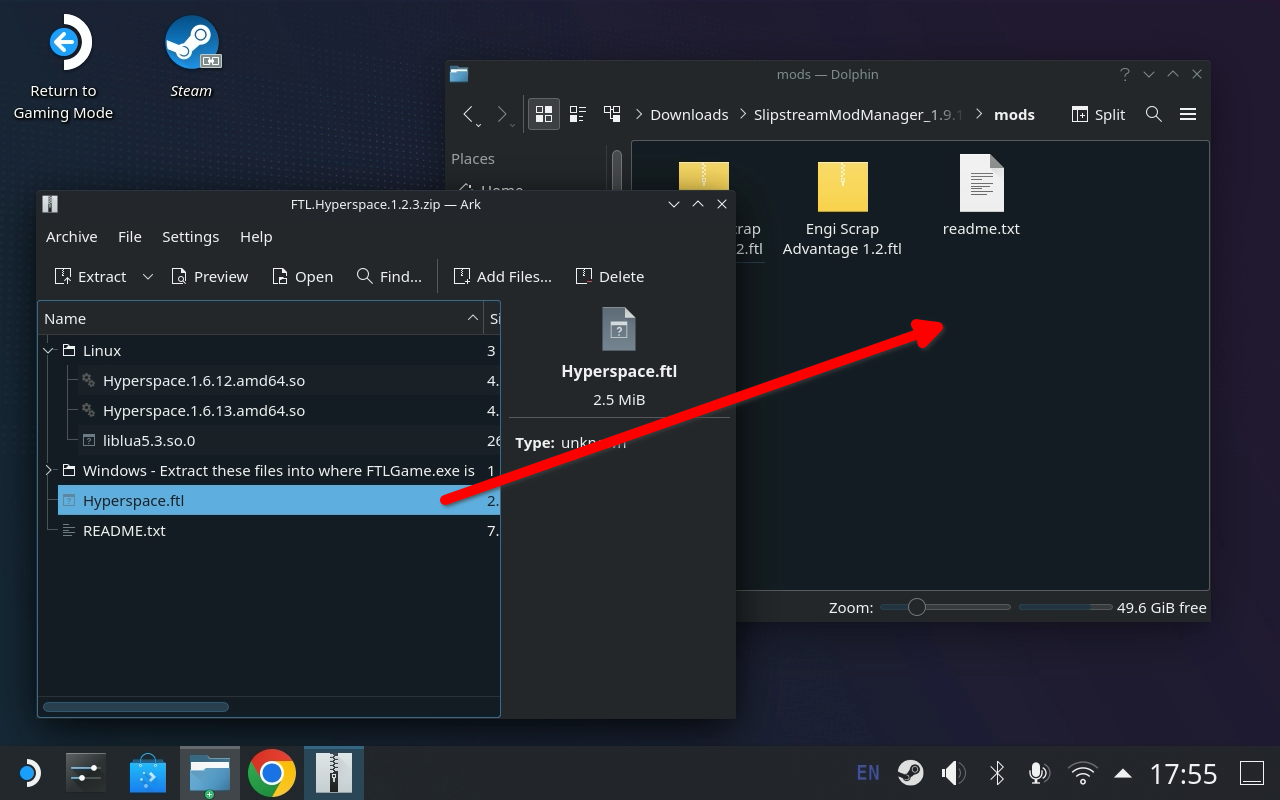 Return to
Gaming Mode
Steam
mods — Dolphin
Downloads
SlipstreamModManager_1.9.1
mods
Split
Places
Home
rap
2.ftl
Engi Scrap
Advantage 1.2.ftl
readme.txt
Zoom:
49.6 GiB free
FTL.Hyperspace.1.2.3.zip — Ark
Archive File Settings Help
Extract Preview Open Find... Add Files... Delete
Name Si
Linux 3
Hyperspace.1.6.12.amd64.so 4.
Hyperspace.1.6.13.amd64.so 4.
liblua5.3.so.0 26
Windows - Extract these files into where FTLGame.exe is 1
Hyperspace.ftl 2.
README.txt 7.
Hyperspace.ftl
2.5 MiB
Type:
EN
17:55